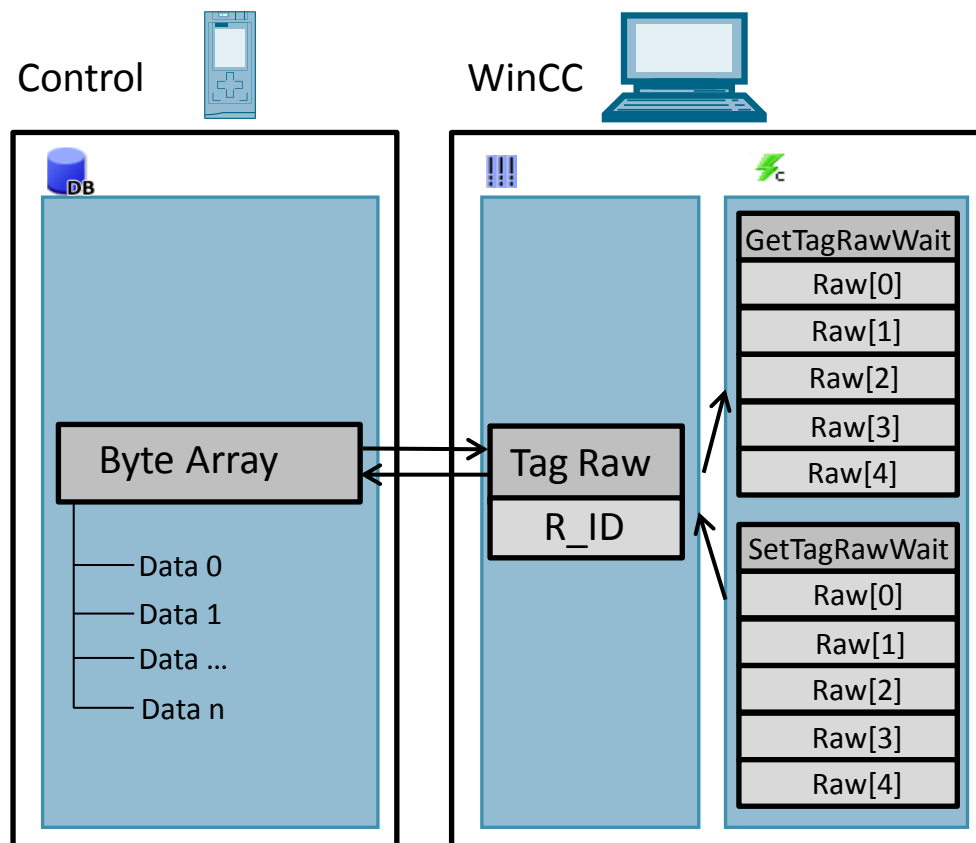 Control
WinCC
DB
!!!
C
Byte Array
Data 0
Data 1
Data ...
Data n
Tag Raw
R_ID
GetTagRawWait
Raw[0]
Raw[1]
Raw[2]
Raw[3]
Raw[4]
SetTagRawWait
Raw[0]
Raw[1]
Raw[2]
Raw[3]
Raw[4]